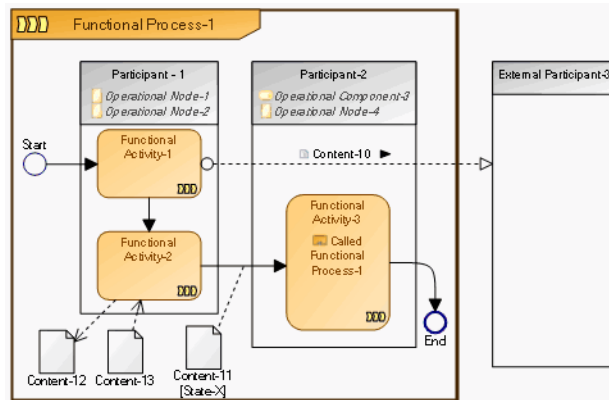 Functional Process-1
Participant - 1
Operational Node-1
Operational Node-2
Participant-2
Operational Component-3
Operational Node-4
External Participant-3
Start
Functional
Activity-1
Content-10
Functional
Activity-2
Functional
Activity-3
Called
Functional
Process-1
End
Content-12
Content-13
Content-11
[State-X]